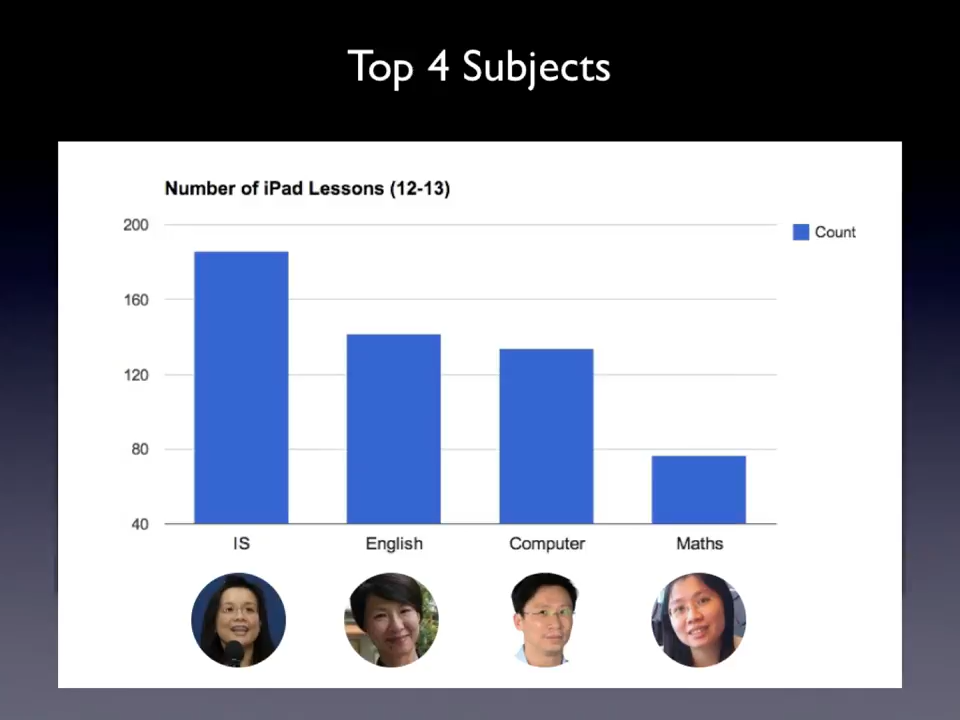 Top 4 Subjects
Number of iPad Lessons (12-13)
200
Count
160
120
80
40
IS English Computer Maths